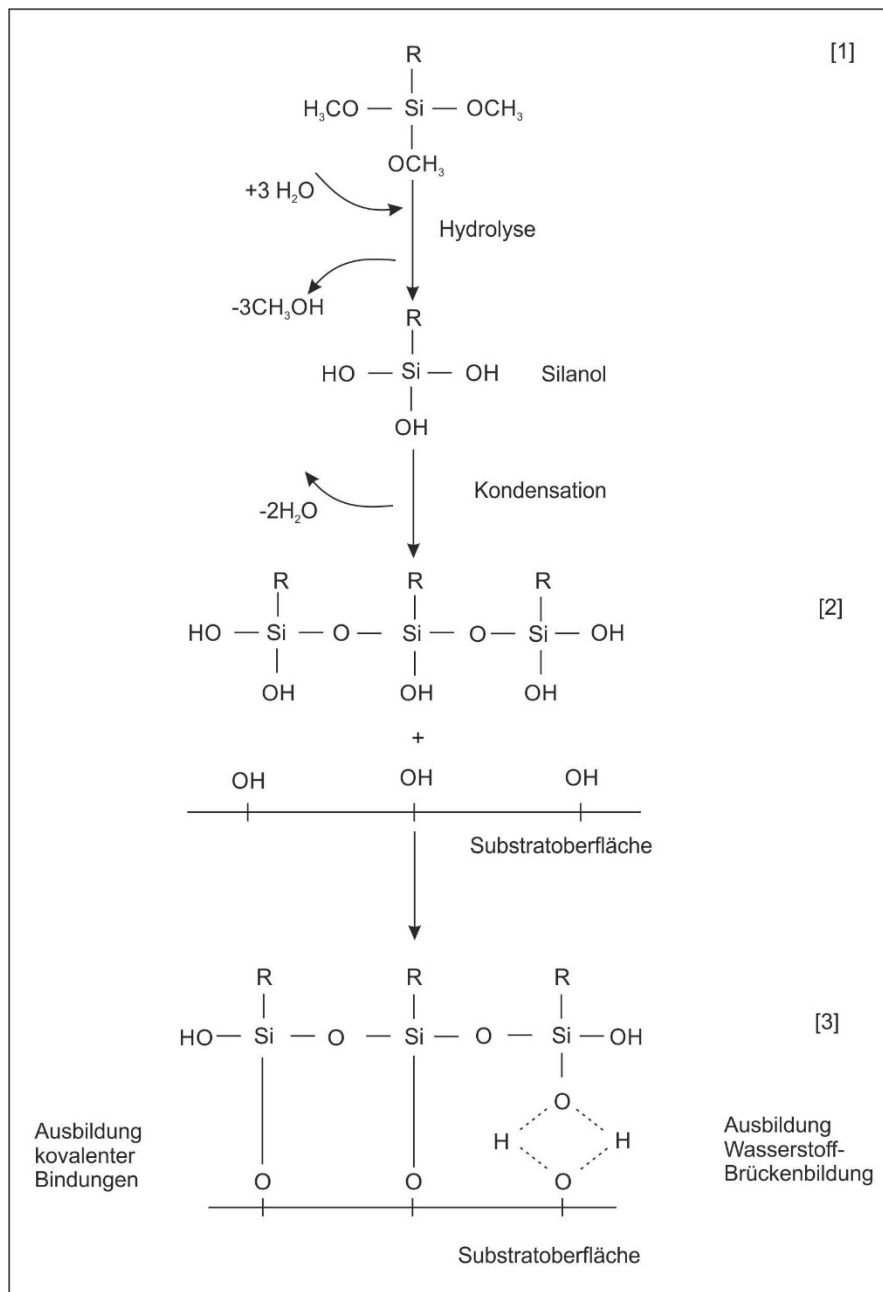 [1]
R
H₃CO — Si — OCH₃
OCH₃
+3 H₂O
Hydrolyse
-3CH₃OH
R
HO — Si — OH Silanol
OH
Kondensation
-2H₂O
R R R
[2]
HO — Si — O — Si — O — Si — OH
OH OH OH
+
OH OH OH
Substratoberfläche
R R R
[3]
HO — Si — O — Si — O — Si — OH
O
H H
Ausbildung
kovalenter
Bindungen
Ausbildung
Wasserstoff-
Brückenbildung
O O O
Substratoberfläche